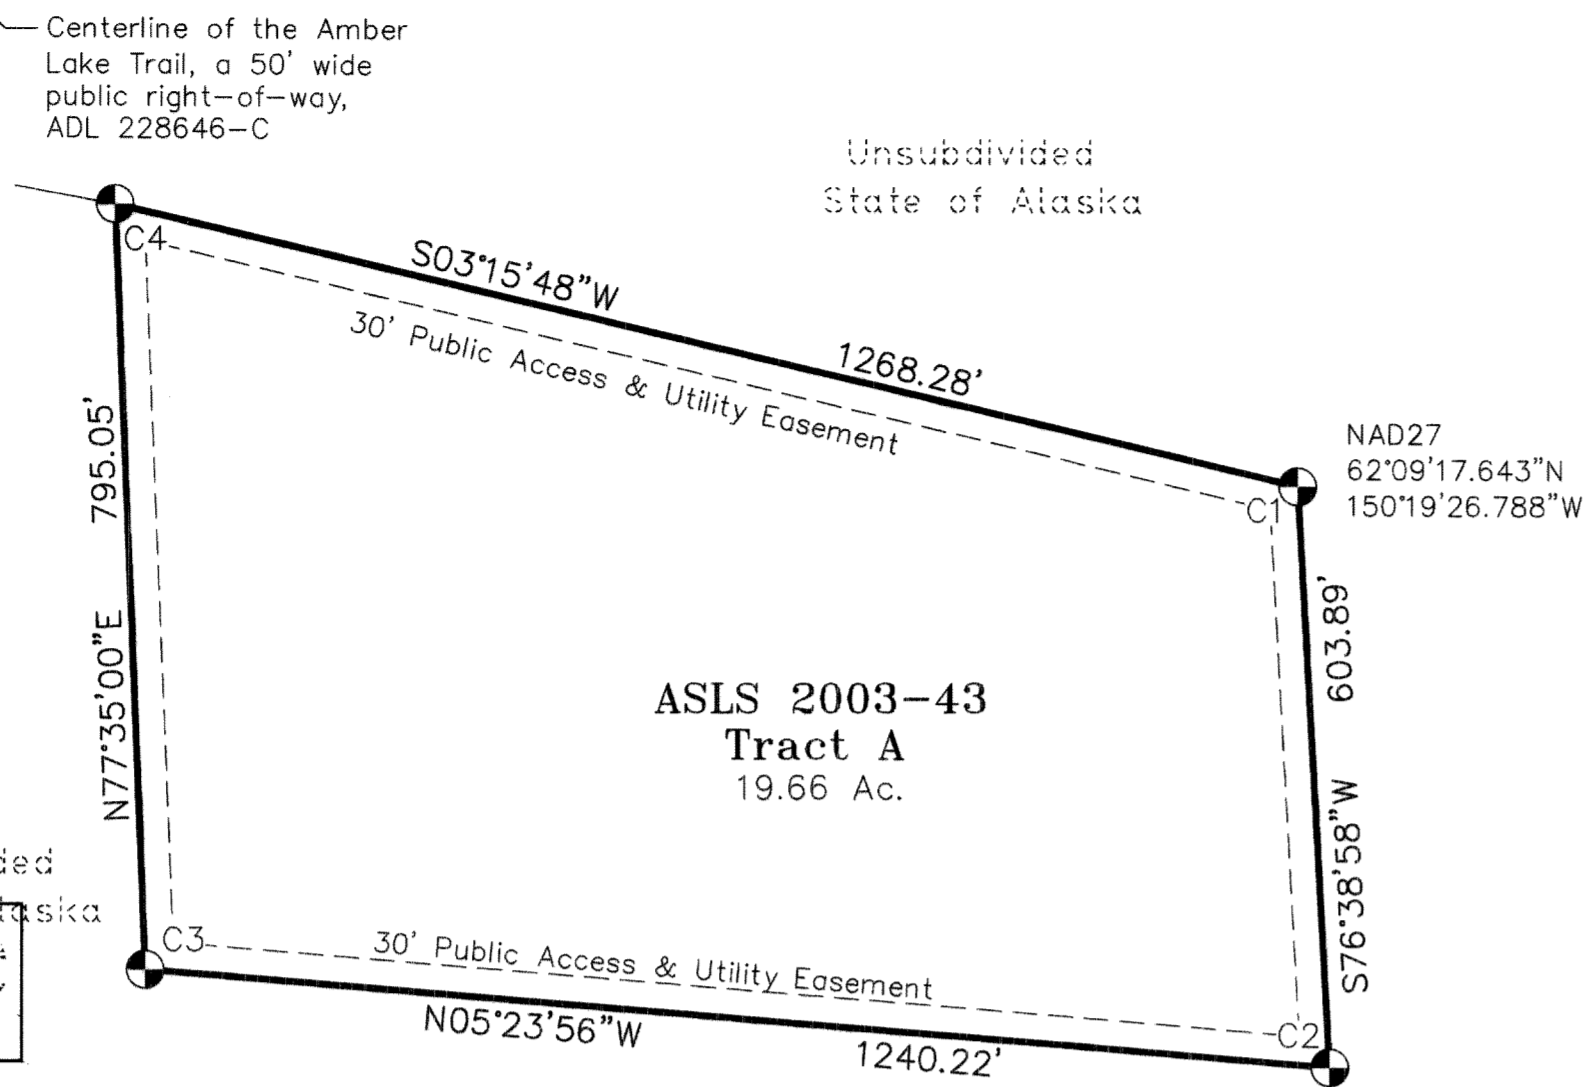 Centerline of the Amber
Lake Trail, a 50' wide
public right-of-way,
ADL 228646-C
Unsubdivided
State of Alaska
C4
S03°15'48"W
1268.28'
30' Public Access & Utility Easement
NAD27
62°09'17.643"N
150°19'26.788"W
C1
795.05'
N77°35'00"E
603.89'
S76°38'58"W
ASLS 2003-43
Tract A
19.66 Ac.
C3
30' Public Access & Utility Easement
C2
N05°23'56"W
1240.22'